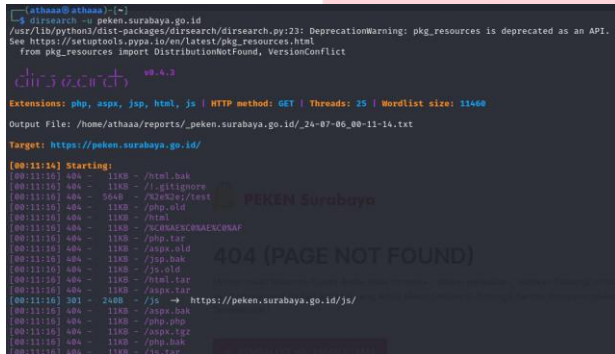 (athaaa㉿athaaa)-[~]
$ dirsearch -u peken.surabaya.go.id
/usr/lib/python3/dist-packages/dirsearch/dirsearch.py:23: DeprecationWarning: pkg_resources is deprecated as an API.
See https://setuptools.pypa.io/en/latest/pkg_resources.html
from pkg_resources import DistributionNotFound, VersionConflict
v0.4.3
Extensions: php, aspx, jsp, html, js | HTTP method: GET | Threads: 25 | Wordlist size: 11460
Output File: /home/athaaa/reports/_peken.surabaya.go.id/_24-07-06_00-11-14.txt
Target: https://peken.surabaya.go.id/
[00:11:14] Starting:
[00:11:16] 404 - 11KB - /html.bak
[00:11:16] 404 - 11KB - /!.gitignore
[00:11:16] 404 - 564B - /%2e%2e;/test
PEKEN Surabaya
[00:11:16] 404 - 11KB - /php.old
[00:11:16] 404 - 11KB - /html
[00:11:16] 404 - 11KB - /%C0%AE%C0%AE%C0%AF
[00:11:16] 404 - 11KB - /php.tar
[00:11:16] 404 - 11KB - /aspx.old
404 (PAGE NOT FOUND)
[00:11:16] 404 - 11KB - /jsp.bak
[00:11:16] 404 - 11KB - /js.old
[00:11:16] 404 - 11KB - /html.tar
[00:11:16] 404 - 11KB - /aspx.tar
[00:11:16] 301 - 240B - /js → https://peken.surabaya.go.id/js/
[00:11:16] 404 - 11KB - /aspx.bak
[00:11:16] 404 - 11KB - /php.php
[00:11:16] 404 - 11KB - /aspx.tgz
[00:11:16] 404 - 11KB - /php.bak
[00:11:16] 404 - 11KB - /js.tar